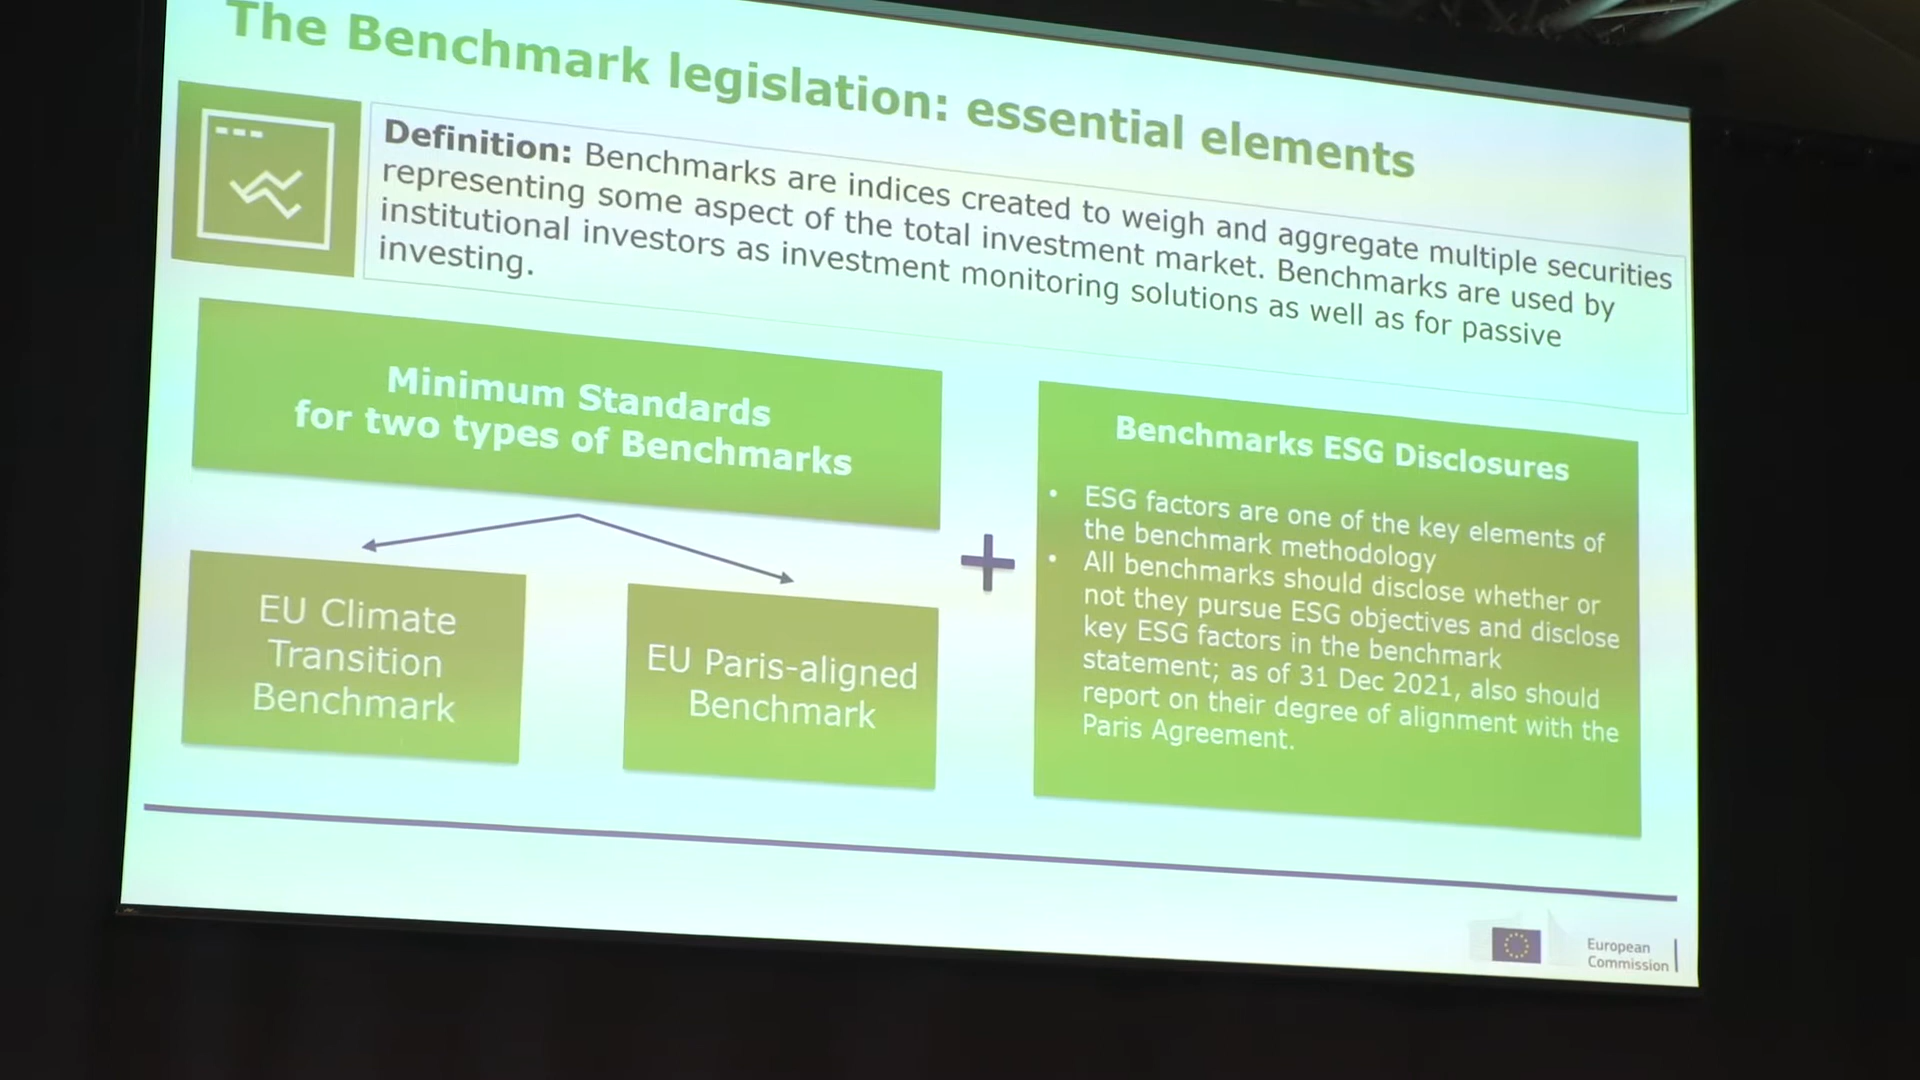 The Benchmark legislation: essential elements
Definition: Benchmarks are indices created to weigh and aggregate multiple securities
representing some aspect of the total investment market. Benchmarks are used by
institutional investors as investment monitoring solutions as well as for passive
investing.
Minimum Standards
for two types of Benchmarks
EU Climate
Transition
Benchmark
EU Paris-aligned
Benchmark
+
Benchmarks ESG Disclosures
• ESG factors are one of the key elements of
the benchmark methodology
• All benchmarks should disclose whether or
not they pursue ESG objectives and disclose
key ESG factors in the benchmark
statement; as of 31 Dec 2021, also should
report on their degree of alignment with the
Paris Agreement.
European
Commission